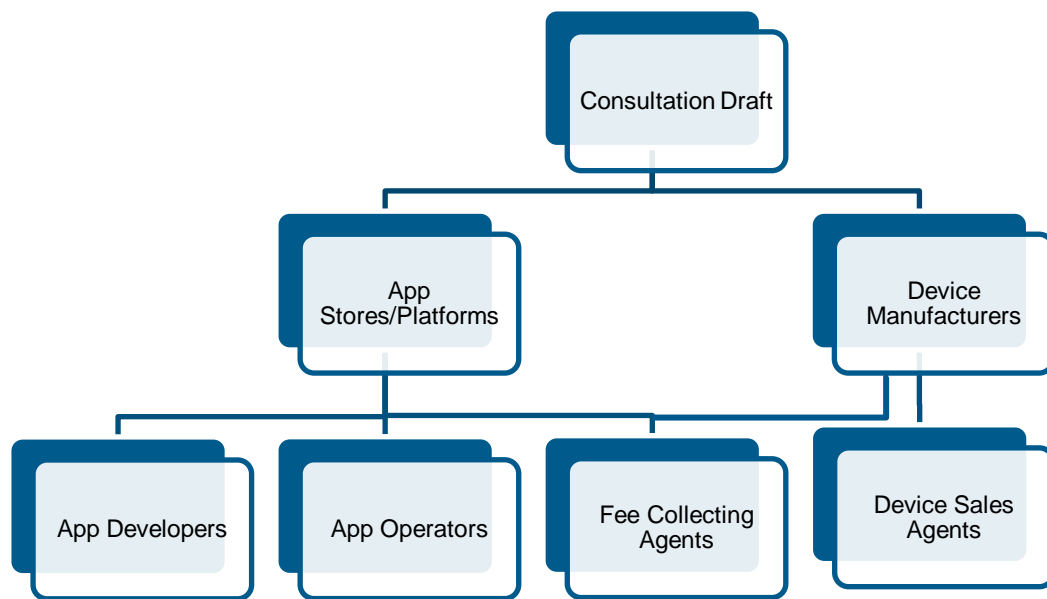 Consultation Draft
App
Stores/Platforms
Device
Manufacturers
App Developers
App Operators
Fee Collecting
Agents
Device Sales
Agents